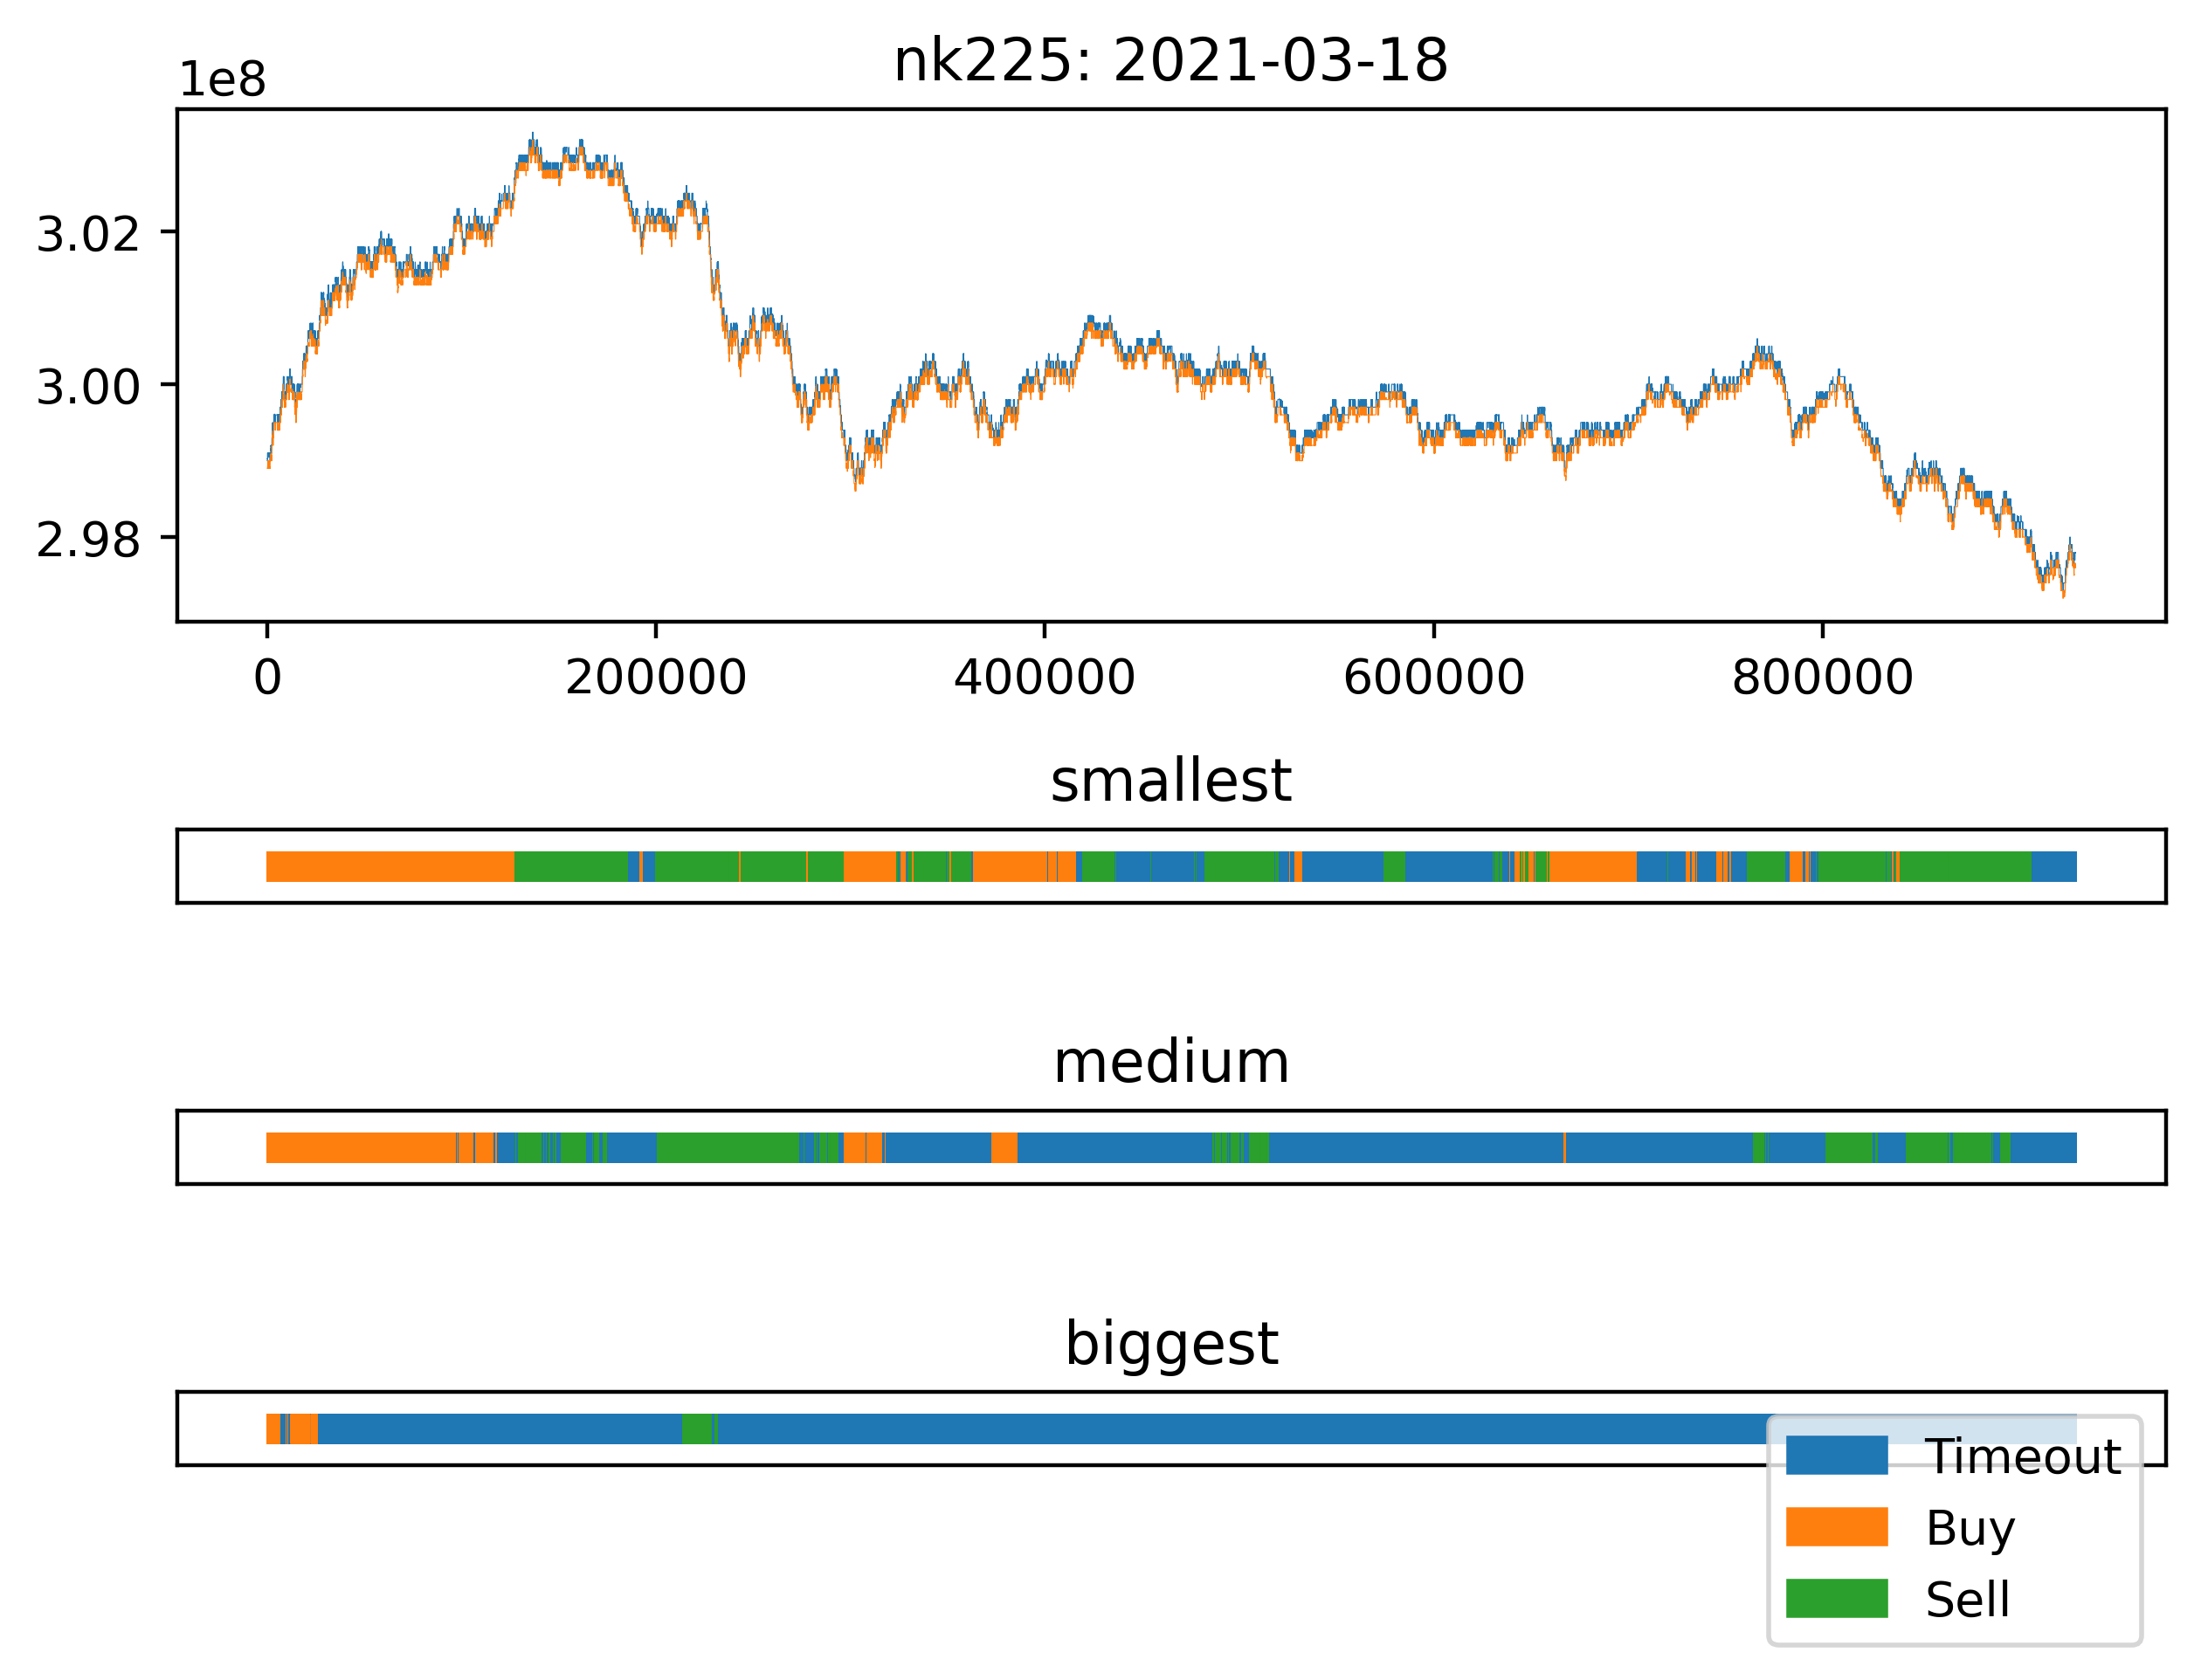 nk225: 2021-03-18
1e8
3.02
3.00
2.98
0 200000 400000 600000 800000
smallest
medium
biggest
Timeout
Buy
Sell